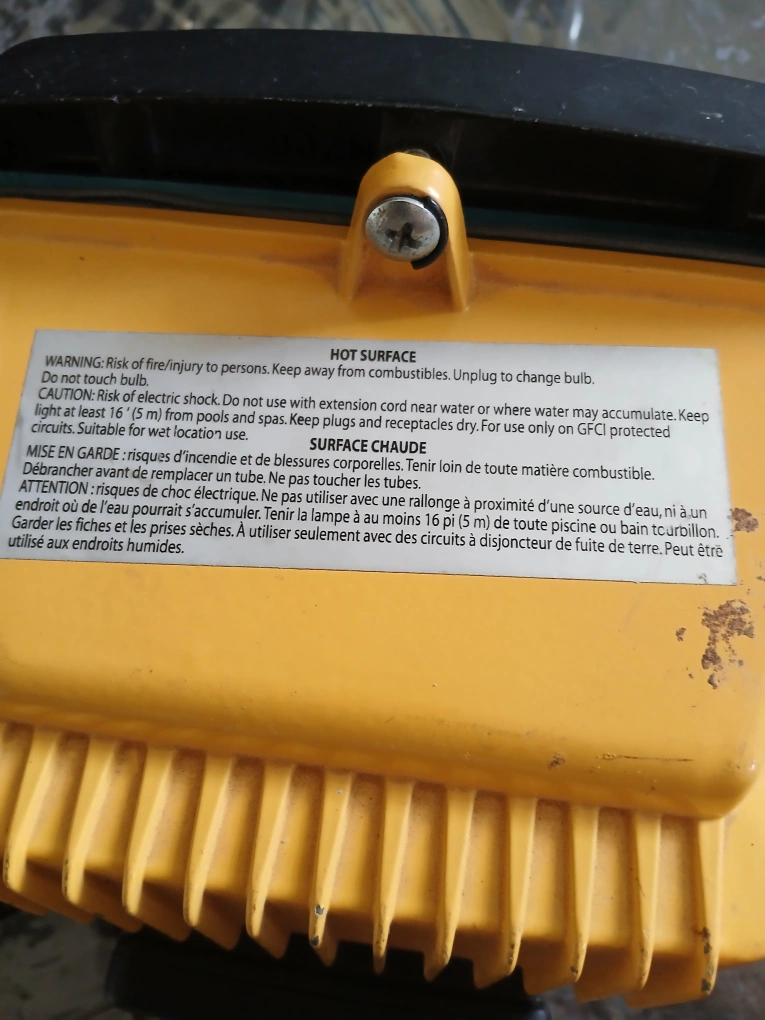 HOT SURFACE
WARNING: Risk of fire/injury to persons. Keep away from combustibles. Unplug to change bulb.
Do not touch bulb.
CAUTION: Risk of electric shock. Do not use with extension cord near water or where water may accumulate. Keep
light at least 16 ' (5 m) from pools and spas. Keep plugs and receptacles dry. For use only on GFCI protected
circuits. Suitable for wet location use.
SURFACE CHAUDE
MISE EN GARDE : risques d'incendie et de blessures corporelles. Tenir loin de toute matière combustible.
Débrancher avant de remplacer un tube. Ne pas toucher les tubes.
ATTENTION : risques de choc électrique. Ne pas utiliser avec une rallonge à proximité d'une source d'eau, ni à un
endroit où de l'eau pourrait s'accumuler. Tenir la lampe à au moins 16 pi (5 m) de toute piscine ou bain tourbillon.
Garder les fiches et les prises sèches. À utiliser seulement avec des circuits à disjoncteur de fuite de terre. Peut être
utilisé aux endroits humides.